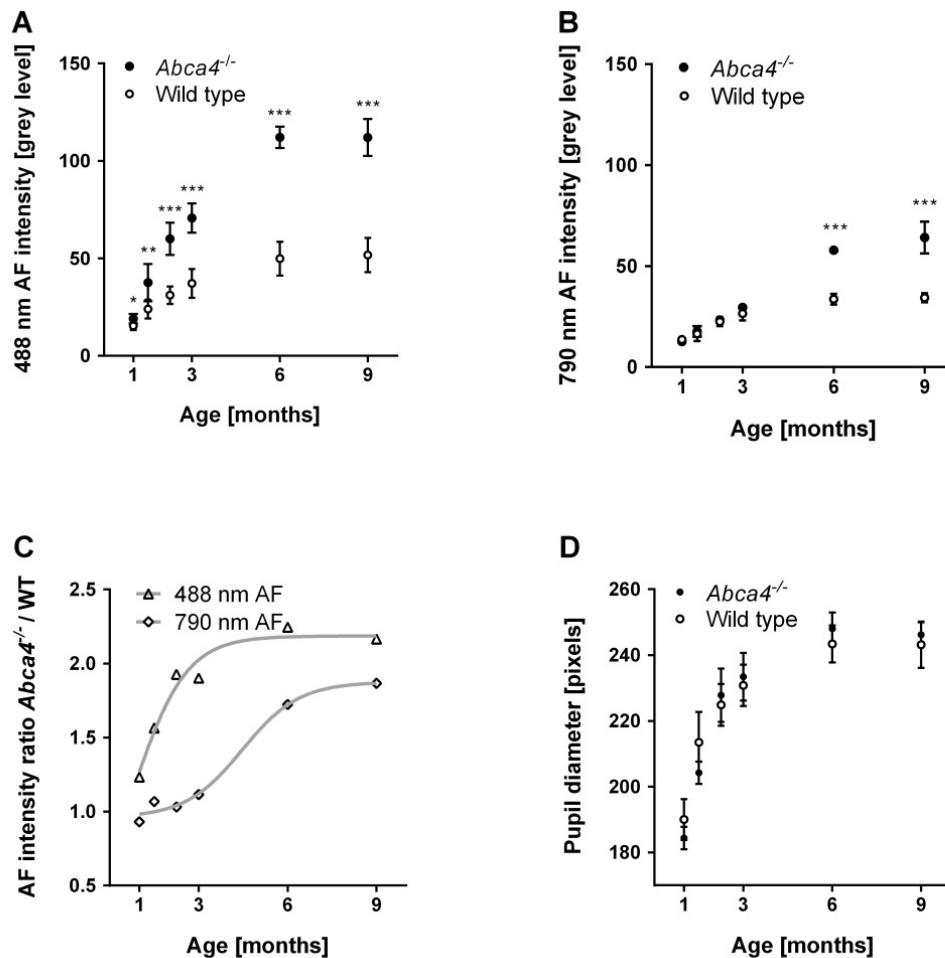 A
488 nm AF intensity [grey level]
150
100
50
0
Abca4-/-
Wild type
*
**
***
***
***
***
1 3 6 9
Age [months]
B
790 nm AF intensity [grey level]
150
100
50
0
Abca4-/-
Wild type
***
***
1 3 6 9
Age [months]
C
AF intensity ratio Abca4-/- / WT
2.5
2.0
1.5
1.0
0.5
488 nm AF
790 nm AF
1 3 6 9
Age [months]
D
Pupil diameter [pixels]
260
240
220
200
180
Abca4-/-
Wild type
1 3 6 9
Age [months]